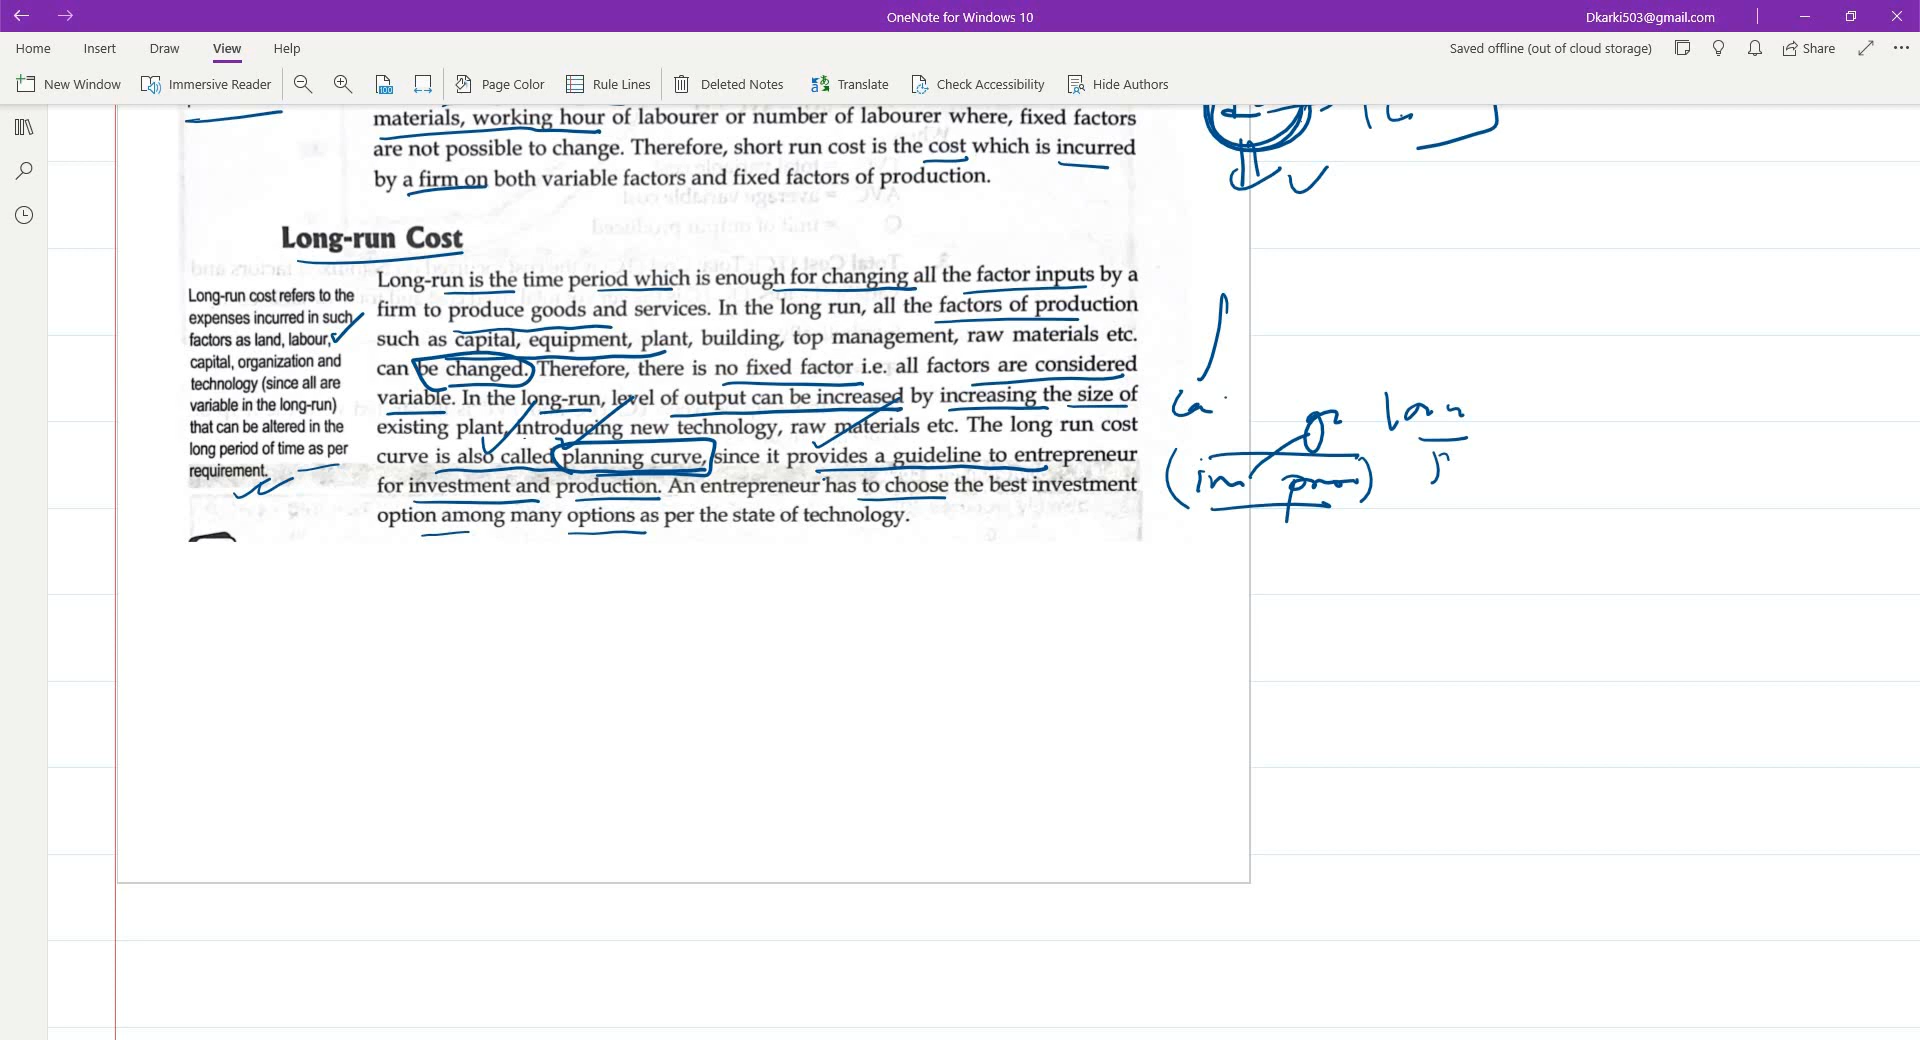 OneNote for Windows 10
Dkarki503@gmail.com
Home Insert Draw View Help
Saved offline (out of cloud storage)
Share
New Window Immersive Reader 100 Page Color Rule Lines Deleted Notes Translate Check Accessibility Hide Authors
materials, working hour of labourer or number of labourer where, fixed factors
are not possible to change. Therefore, short run cost is the cost which is incurred
by a firm on both variable factors and fixed factors of production.
Long-run Cost
Long-run cost refers to the
expenses incurred in such
factors as land, labour,
capital, organization and
technology (since all are
variable in the long-run)
that can be altered in the
long period of time as per
requirement.
Long-run is the time period which is enough for changing all the factor inputs by a
firm to produce goods and services. In the long run, all the factors of production
such as capital, equipment, plant, building, top management, raw materials etc.
can be changed. Therefore, there is no fixed factor i.e. all factors are considered
variable. In the long-run, level of output can be increased by increasing the size of
existing plant, introducing new technology, raw materials etc. The long run cost
curve is also called planning curve, since it provides a guideline to entrepreneur
for investment and production. An entrepreneur has to choose the best investment
option among many options as per the state of technology.